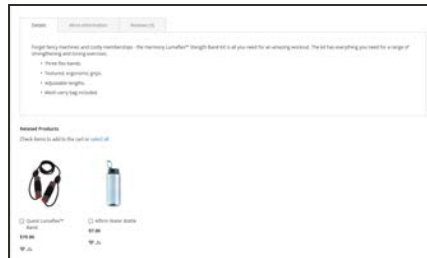 Details More Information Reviews (3)
Forget fancy machines and costly memberships - the Harmony Lumaflex™ Strength Band Kit is all you need for an amazing workout. The kit has everything you need for a range of
strengthening and toning exercises.
• Three flex bands.
• Textured, ergonomic grips.
• Adjustable lengths.
• Mesh carry bag included.
Related Products
Check items to add to the cart or select all
Quest Lumaflex™ Affirm Water Bottle
Band $7.00
$19.00